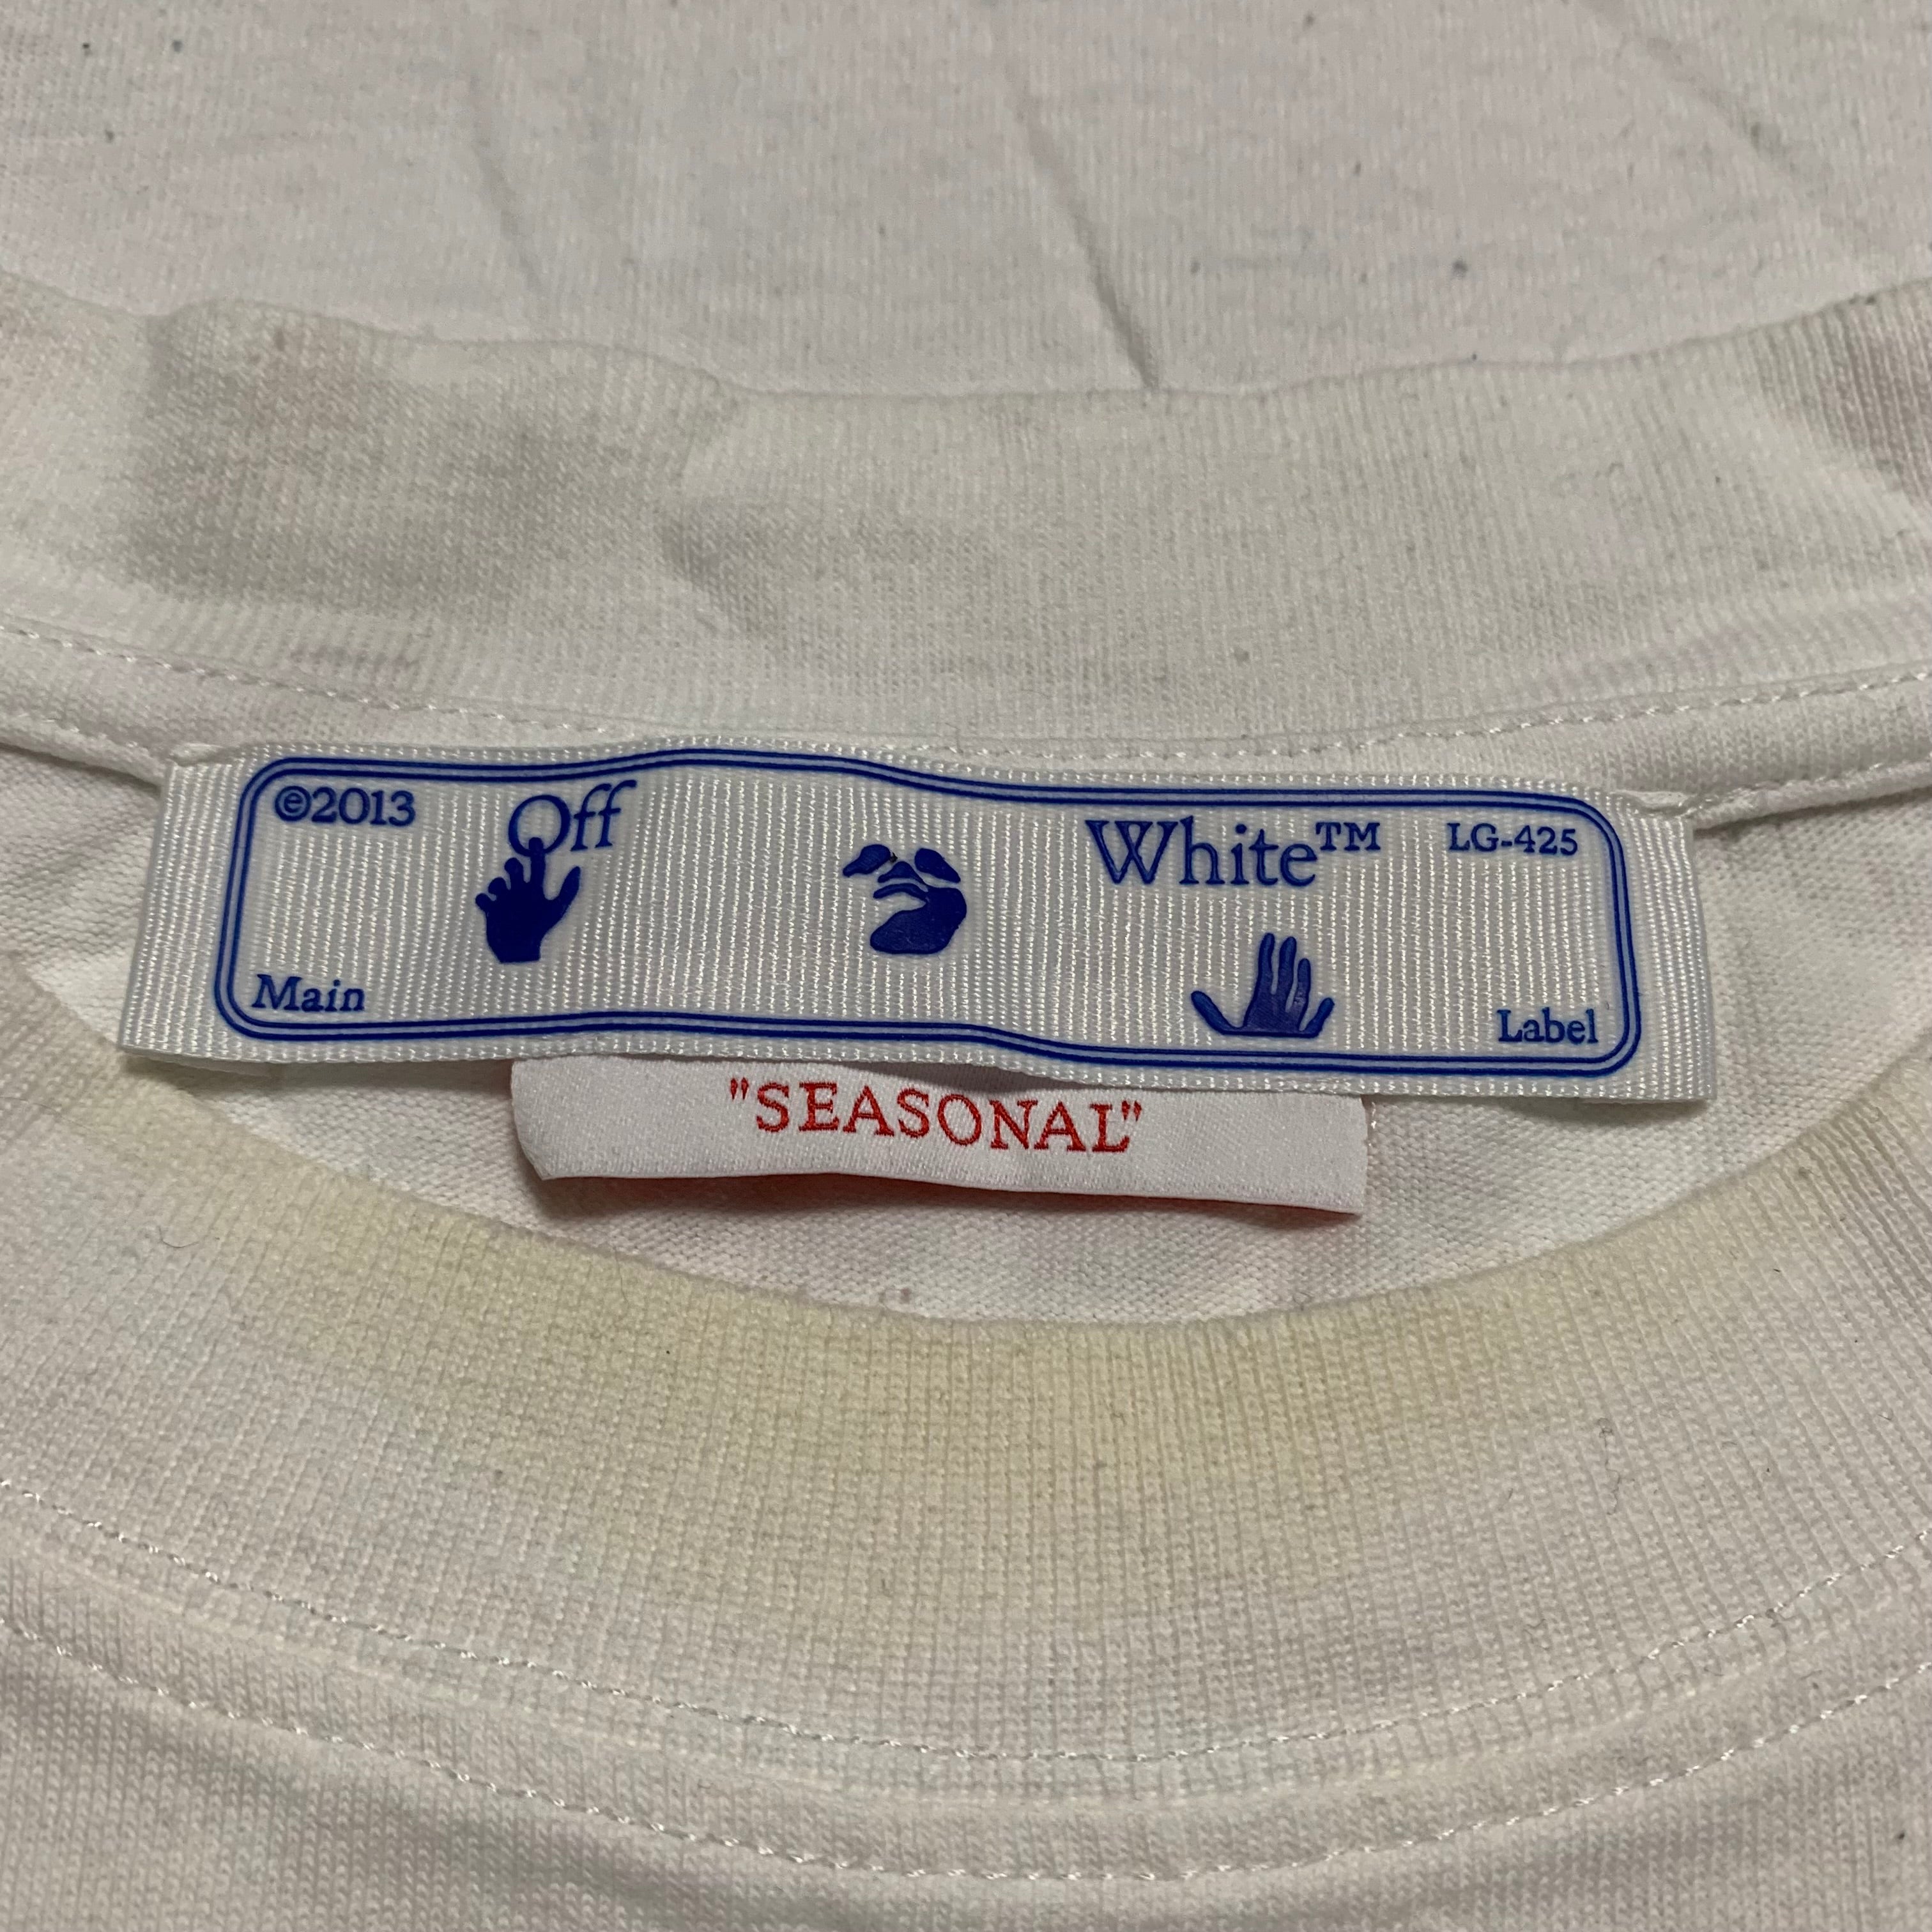 ©2013 Off White™ LG-425
Main Label
"SEASONAL"